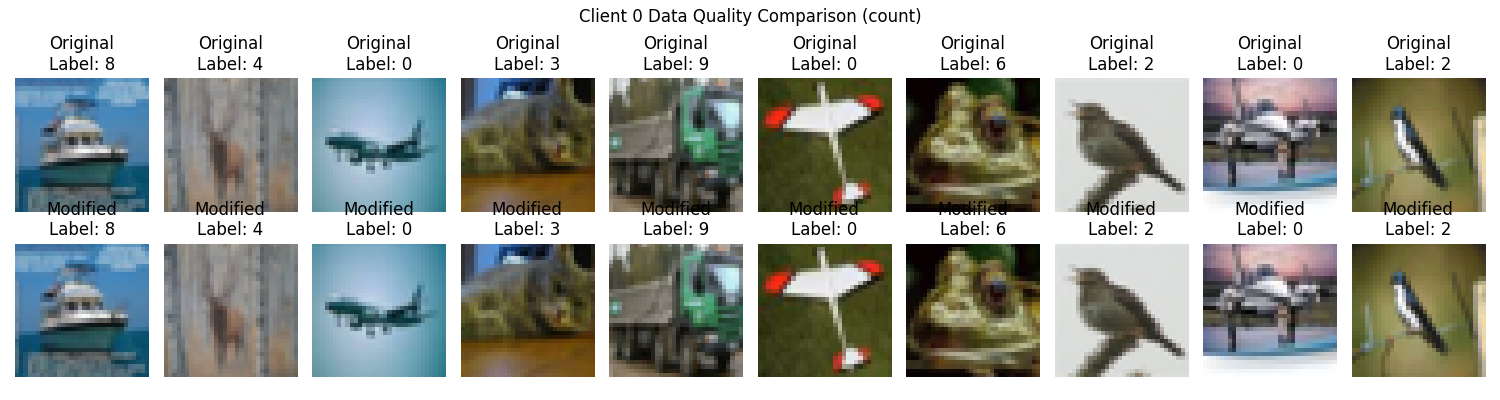 Client 0 Data Quality Comparison (count)
Original Original Original Original Original Original Original Original Original Original
Label: 8 Label: 4 Label: 0 Label: 3 Label: 9 Label: 0 Label: 6 Label: 2 Label: 0 Label: 2
Modified Modified Modified Modified Modified Modified Modified Modified Modified Modified
Label: 8 Label: 4 Label: 0 Label: 3 Label: 9 Label: 0 Label: 6 Label: 2 Label: 0 Label: 2